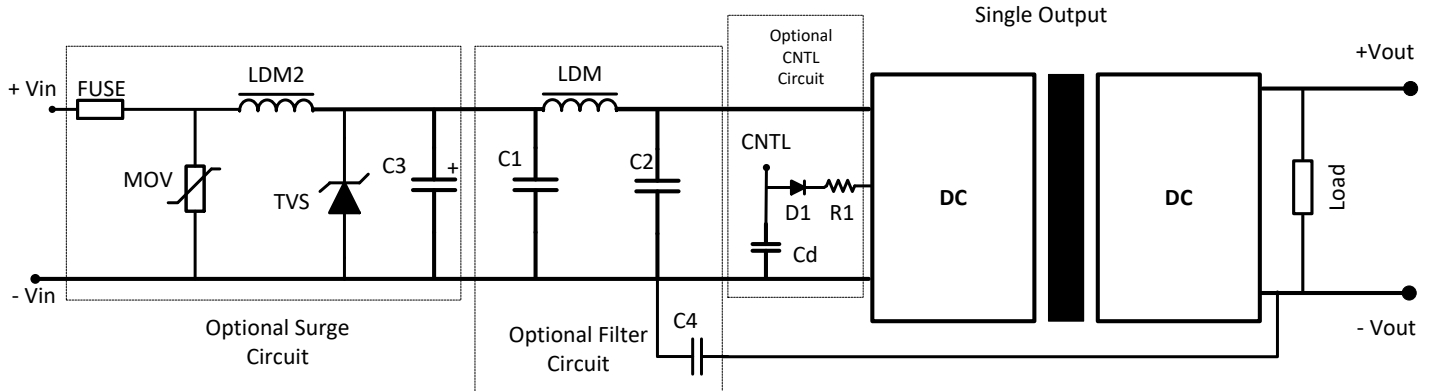 Single Output
Optional
CNTL
Circuit
+Vout
LDM2
LDM
+ Vin
FUSE
CNTL
MOV
TVS
C3
+
C1
C2
D1
R1
DC
DC
Load
Cd
- Vin
- Vout
Optional Surge
Circuit
Optional Filter
Circuit
C4